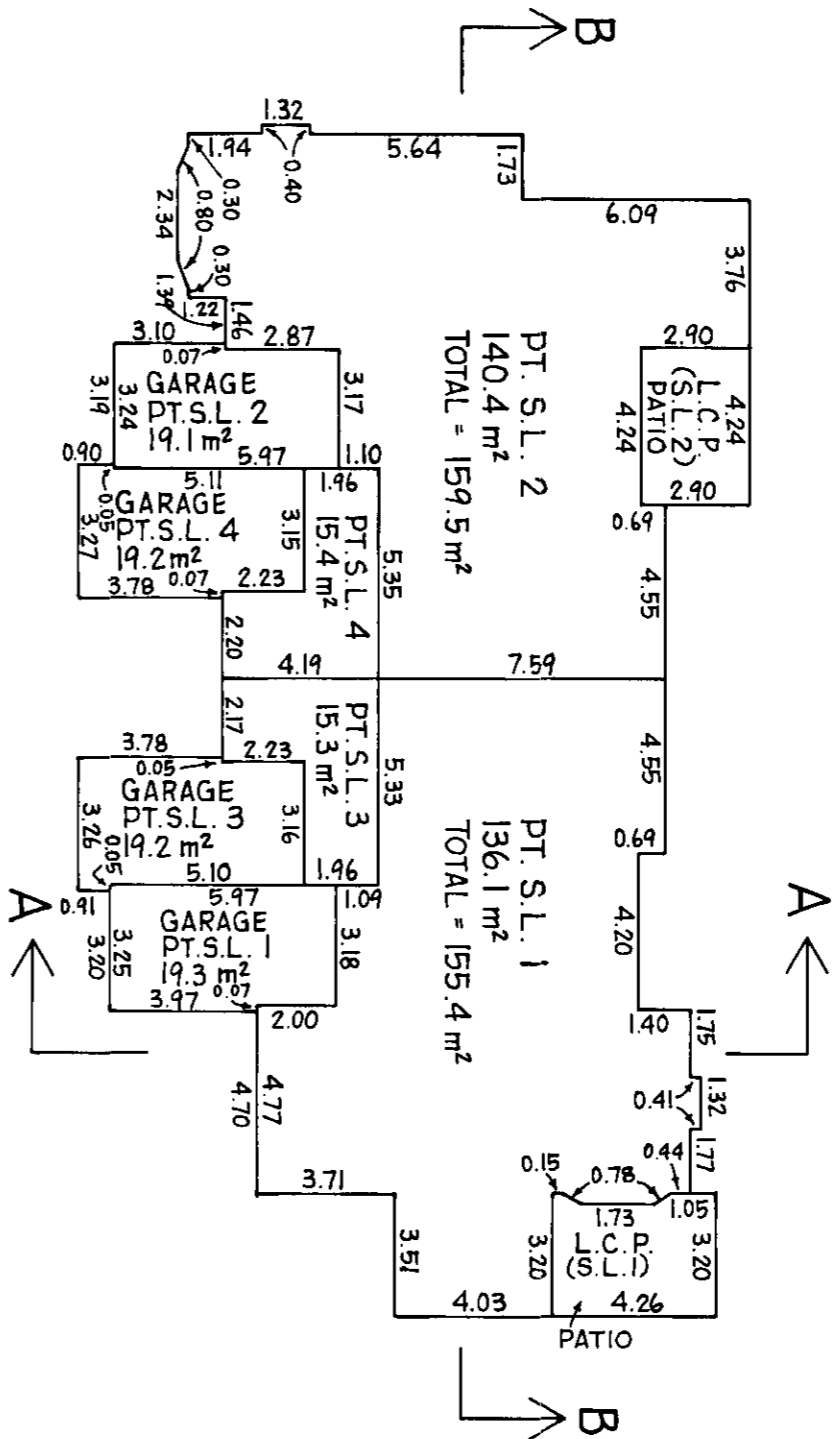 B
1.32
1.94
0.40
5.64
1.73
6.09
3.76
0.30
0.80
2.34
0.30
1.39
1.22
1.46
3.10
2.87
0.07
2.90
GARAGE
PT.S.L. 2
19.1 m²
3.19
3.24
3.17
PT. S.L. 2
140.4 m²
TOTAL = 159.5 m²
L.C.P.
(S.L.2)
PATIO
4.24
4.24
2.90
0.90
5.97
1.10
5.11
1.96
0.05
GARAGE
PT.S.L. 4
19.2 m²
3.27
3.15
PT.S.L. 4
15.4 m²
5.35
0.69
4.55
3.78
0.07
2.23
2.20
4.19
7.59
2.17
PT.S.L. 3
15.3 m²
5.33
4.55
3.78
2.23
0.05
GARAGE
PT.S.L. 3
19.2 m²
3.26
3.16
0.05
5.10
1.96
0.69
PT. S.L. 1
136.1 m²
TOTAL = 155.4 m²
A
A
0.91
5.97
1.09
GARAGE
PT.S.L. 1
19.3 m²
3.20
3.25
3.18
4.20
3.97
0.07
2.00
1.40
1.75
4.70
4.77
0.41
1.32
1.77
3.71
0.15
0.78
0.44
1.73
1.05
3.51
3.20
L.C.P.
(S.L.1)
3.20
4.03
4.26
PATIO
B